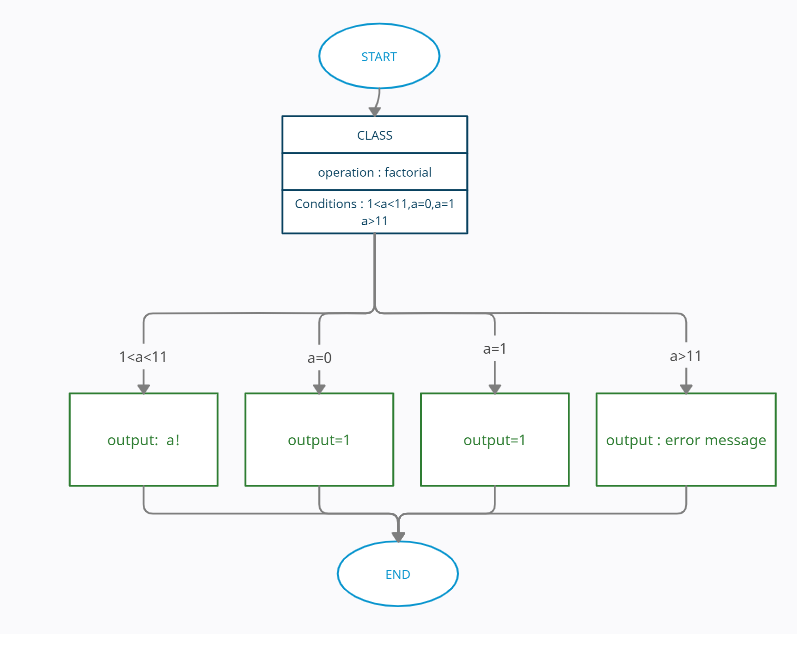 START
CLASS
operation : factorial
Conditions : 1<a<11,a=0,a=1
a>11
1<a<11
a=0
a=1
a>11
output:  a!
output=1
output=1
output : error message
END